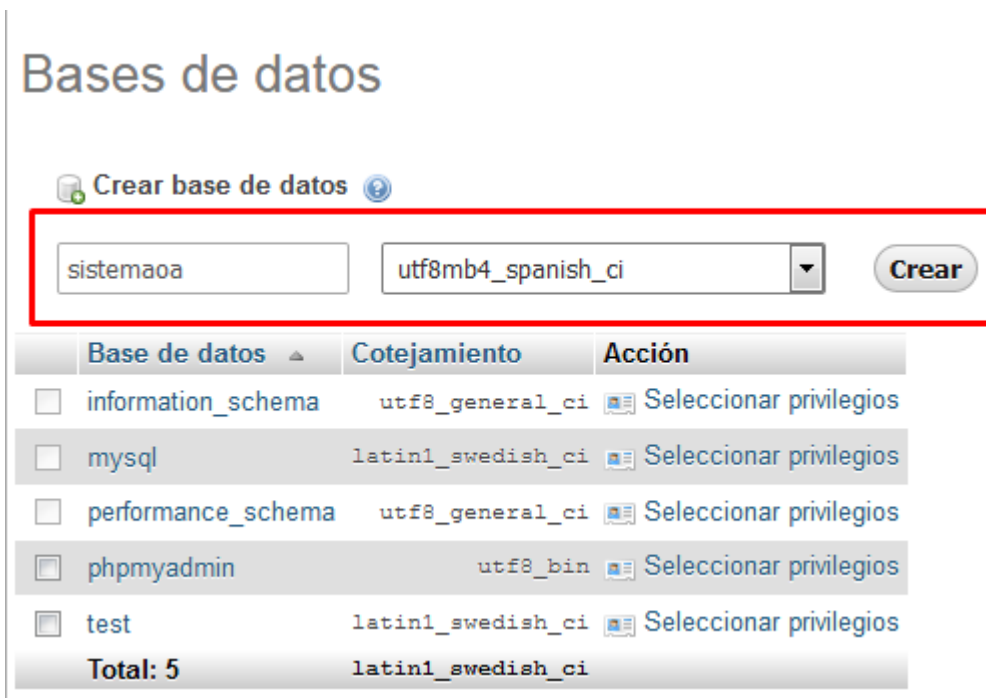 Bases de datos
Crear base de datos
sistemaoa utf8mb4_spanish_ci Crear
Base de datos Cotejamiento Acción
information_schema utf8_general_ci Seleccionar privilegios
mysql latin1_swedish_ci Seleccionar privilegios
performance_schema utf8_general_ci Seleccionar privilegios
phpmyadmin utf8_bin Seleccionar privilegios
test latin1_swedish_ci Seleccionar privilegios
Total: 5 latin1_swedish_ci